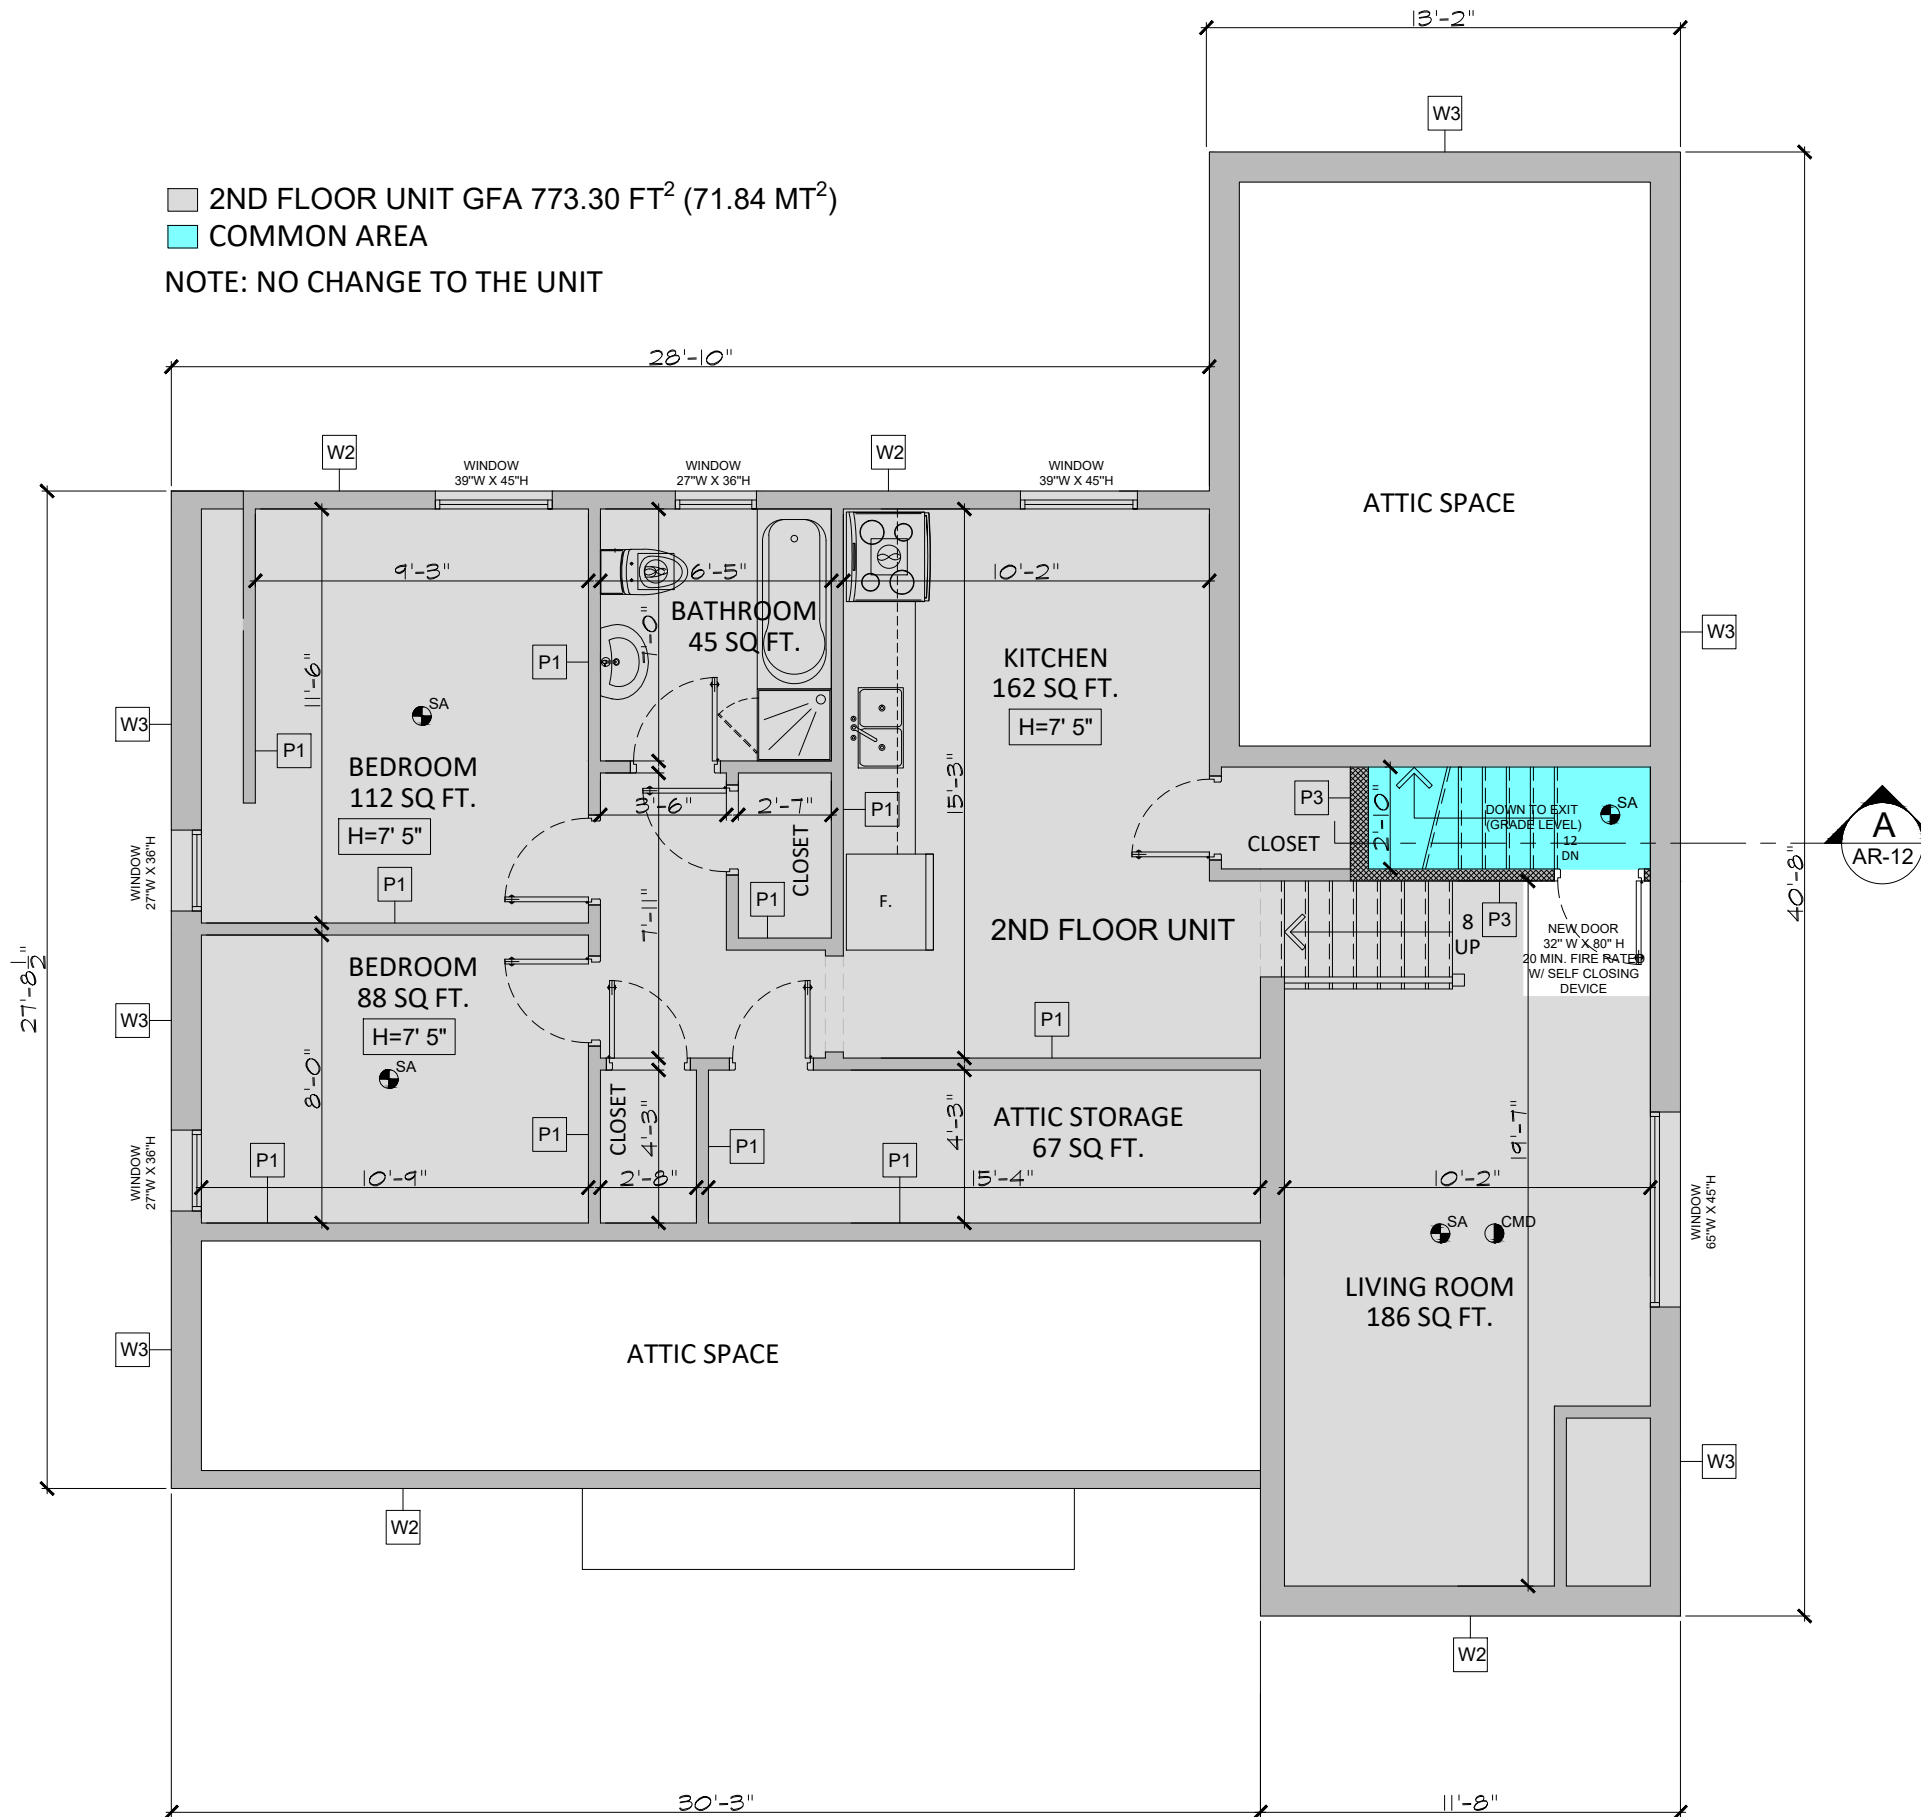 13'-2"
W3
2ND FLOOR UNIT GFA 773.30 FT² (71.84 MT²)
COMMON AREA
NOTE: NO CHANGE TO THE UNIT
28'-10"
W2
WINDOW
39"W X 45"H
WINDOW
27"W X 36"H
W2
WINDOW
39"W X 45"H
ATTIC SPACE
9'-3"
6'-5"
10'-2"
BATHROOM
45 SQ FT.
7'-0"
P1
KITCHEN
162 SQ FT.
H=7' 5"
W3
11'-6"
SA
W3
P1
BEDROOM
112 SQ FT.
H=7' 5"
3'-6"
2'-7"
P1
15'-3"
P3
2'-10"
DOWN TO EXIT
(GRADE LEVEL)
12
DN
SA
CLOSET
A
AR-12
WINDOW
27"W X 36"H
P1
CLOSET
P1
F.
40'-8"
7'-11"
2ND FLOOR UNIT
8
UP
P3
NEW DOOR
32" W X 80" H
20 MIN. FIRE RATED
W/ SELF CLOSING
DEVICE
27'-8 1/2"
BEDROOM
88 SQ FT.
H=7' 5"
W3
P1
SA
8'-0"
CLOSET
4'-3"
4'-3"
ATTIC STORAGE
67 SQ FT.
19'-7"
P1
P1
P1
P1
WINDOW
27"W X 36"H
10'-9"
2'-8"
15'-4"
10'-2"
WINDOW
65"W X 45"H
SA
CMD
LIVING ROOM
186 SQ FT.
W3
ATTIC SPACE
W3
W2
W2
30'-3"
11'-8"